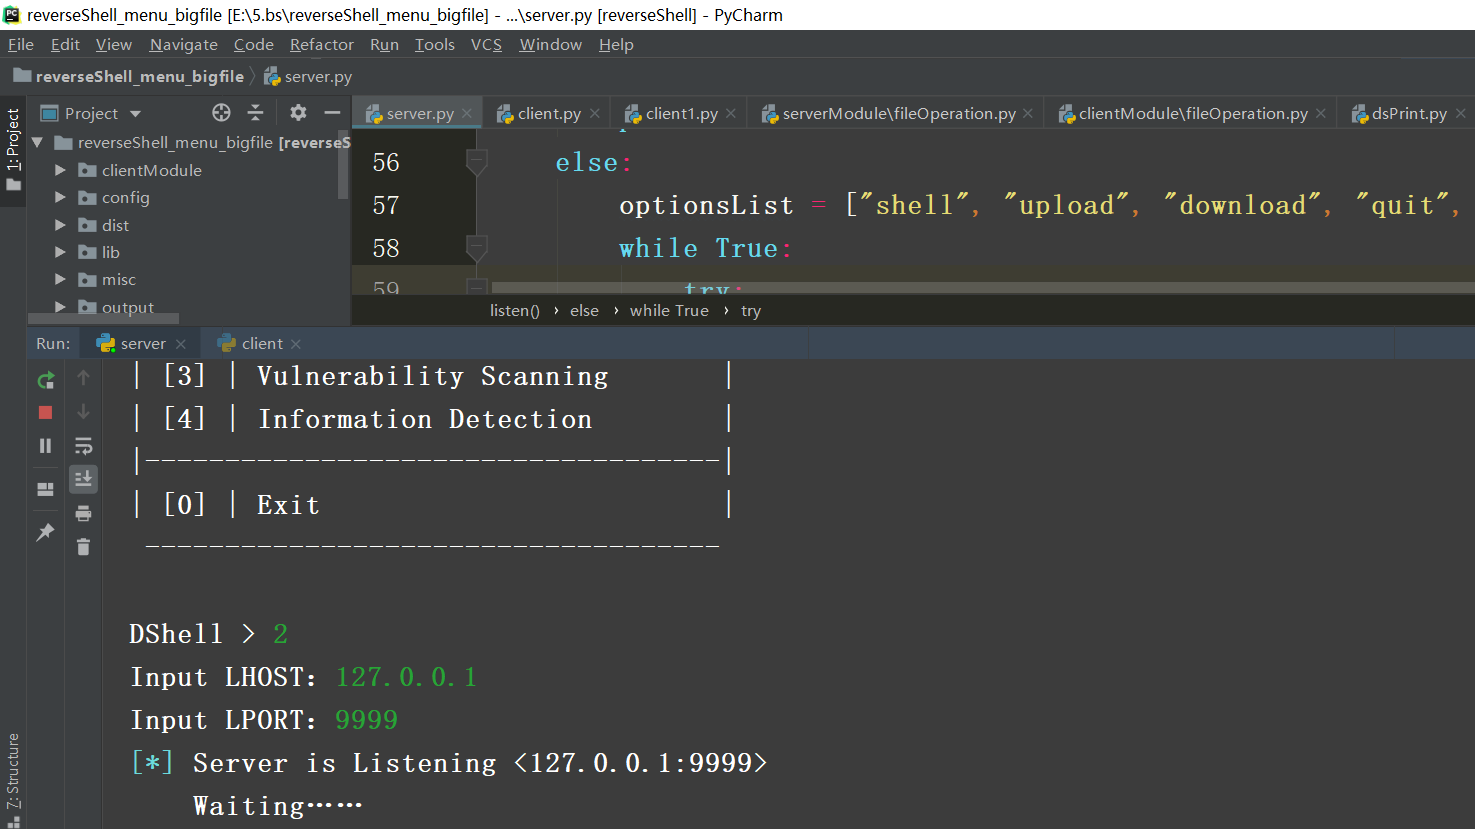 reverseShell_menu_bigfile [E:\5.bs\reverseShell_menu_bigfile] - ...\server.py [reverseShell] - PyCharm
File Edit View Navigate Code Refactor Run Tools VCS Window Help
reverseShell_menu_bigfile server.py
1: Project
Project
server.py client.py client1.py serverModule\fileOperation.py clientModule\fileOperation.py dsPrint.py
reverseShell_menu_bigfile [reverseS
clientModule
config
dist
lib
misc
output
56 else:
57 optionsList = ["shell", "upload", "download", "quit",
58 while True:
59 try:
listen() › else › while True › try
Run: server client
| [3] | Vulnerability Scanning |
| [4] | Information Detection |
|------------------------------------|
| [0] | Exit |
------------------------------------
DShell > 2
Input LHOST: 127.0.0.1
Input LPORT: 9999
[*] Server is Listening <127.0.0.1:9999>
Waiting……
7: Structure